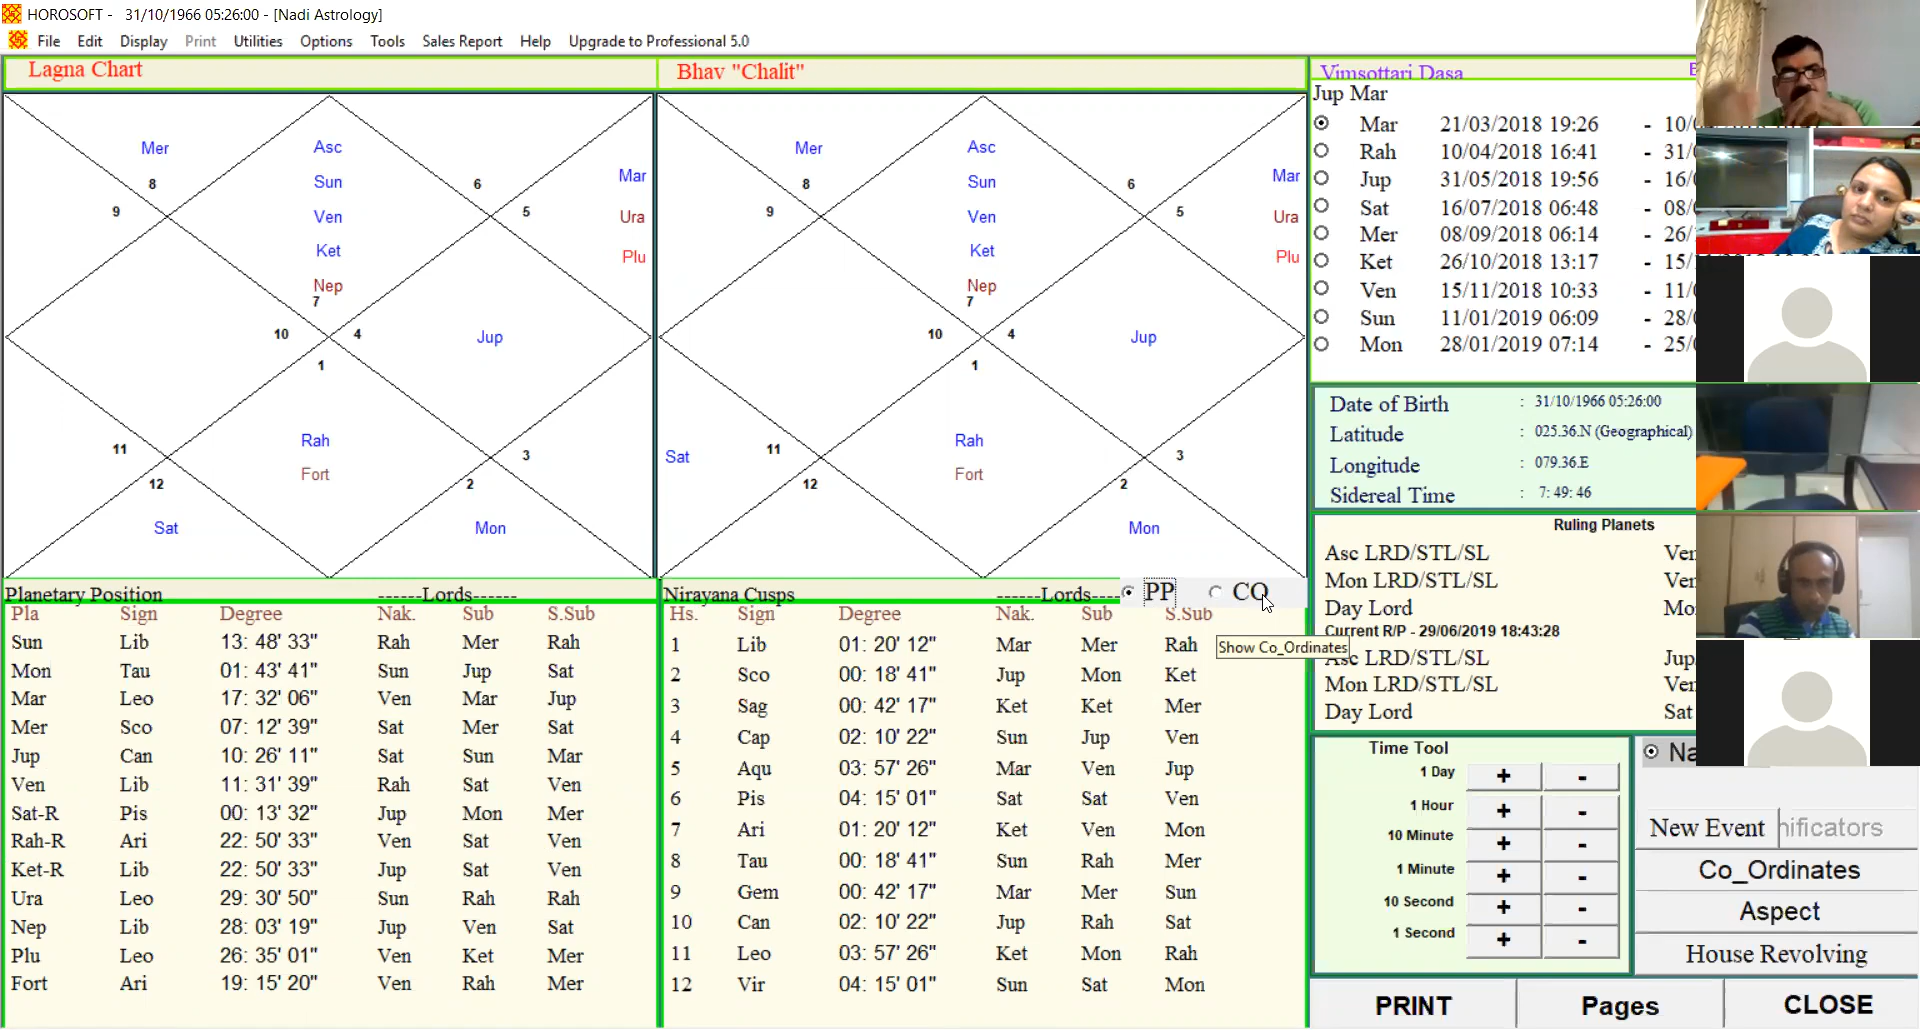 HOROSOFT - 31/10/1966 05:26:00 - [Nadi Astrology]
File Edit Display Print Utilities Options Tools Sales Report Help Upgrade to Professional 5.0
Lagna Chart
Mer
Asc
Sun
Ven
Ket
Nep
7
8
9
6
5
Mar
Ura
Plu
10
4
1
Jup
Rah
Fort
11
12
Sat
3
2
Mon
Bhav "Chalit"
Mer
Asc
Sun
Ven
Ket
Nep
7
8
9
6
5
Mar
Ura
Plu
10
4
1
Jup
Rah
Fort
Sat
11
12
3
2
Mon
Vimsottari Dasa
Jup Mar
Mar 21/03/2018 19:26 - 10/
Rah 10/04/2018 16:41 - 31/
Jup 31/05/2018 19:56 - 16/
Sat 16/07/2018 06:48 - 08/
Mer 08/09/2018 06:14 - 26/
Ket 26/10/2018 13:17 - 15/
Ven 15/11/2018 10:33 - 11/
Sun 11/01/2019 06:09 - 28/
Mon 28/01/2019 07:14 - 25/
Date of Birth : 31/10/1966 05:26:00
Latitude : 025.36.N (Geographical)
Longitude : 079.36.E
Sidereal Time : 7: 49: 46
Ruling Planets
Asc LRD/STL/SL Ven
Mon LRD/STL/SL Ven
Day Lord Mo
Current R/P - 29/06/2019 18:43:28
Asc LRD/STL/SL Jup
Mon LRD/STL/SL Ven
Day Lord Sat
Planetary Position ------Lords------
Pla Sign Degree Nak. Sub S.Sub
Sun Lib 13: 48' 33" Rah Mer Rah
Mon Tau 01: 43' 41" Sun Jup Sat
Mar Leo 17: 32' 06" Ven Mar Jup
Mer Sco 07: 12' 39" Sat Mer Sat
Jup Can 10: 26' 11" Sat Sun Mar
Ven Lib 11: 31' 39" Rah Sat Ven
Sat-R Pis 00: 13' 32" Jup Mon Mer
Rah-R Ari 22: 50' 33" Ven Sat Ven
Ket-R Lib 22: 50' 33" Jup Sat Ven
Ura Leo 29: 30' 50" Sun Rah Rah
Nep Lib 28: 03' 19" Jup Ven Sat
Plu Leo 26: 35' 01" Ven Ket Mer
Fort Ari 19: 15' 20" Ven Rah Mer
Nirayana Cusps ------Lords---- PP CO
Hs. Sign Degree Nak. Sub S.Sub
1 Lib 01: 20' 12" Mar Mer Rah
2 Sco 00: 18' 41" Jup Mon Ket
3 Sag 00: 42' 17" Ket Ket Mer
4 Cap 02: 10' 22" Sun Jup Ven
5 Aqu 03: 57' 26" Mar Ven Jup
6 Pis 04: 15' 01" Sat Sat Ven
7 Ari 01: 20' 12" Ket Ven Mon
8 Tau 00: 18' 41" Sun Rah Mer
9 Gem 00: 42' 17" Mar Mer Sun
10 Can 02: 10' 22" Jup Rah Sat
11 Leo 03: 57' 26" Ket Mon Rah
12 Vir 04: 15' 01" Sun Sat Mon
Show Co_Ordinates
Time Tool
1 Day + -
1 Hour + -
10 Minute + -
1 Minute + -
10 Second + -
1 Second + -
Na
New Event nificators
Co_Ordinates
Aspect
House Revolving
PRINT Pages CLOSE